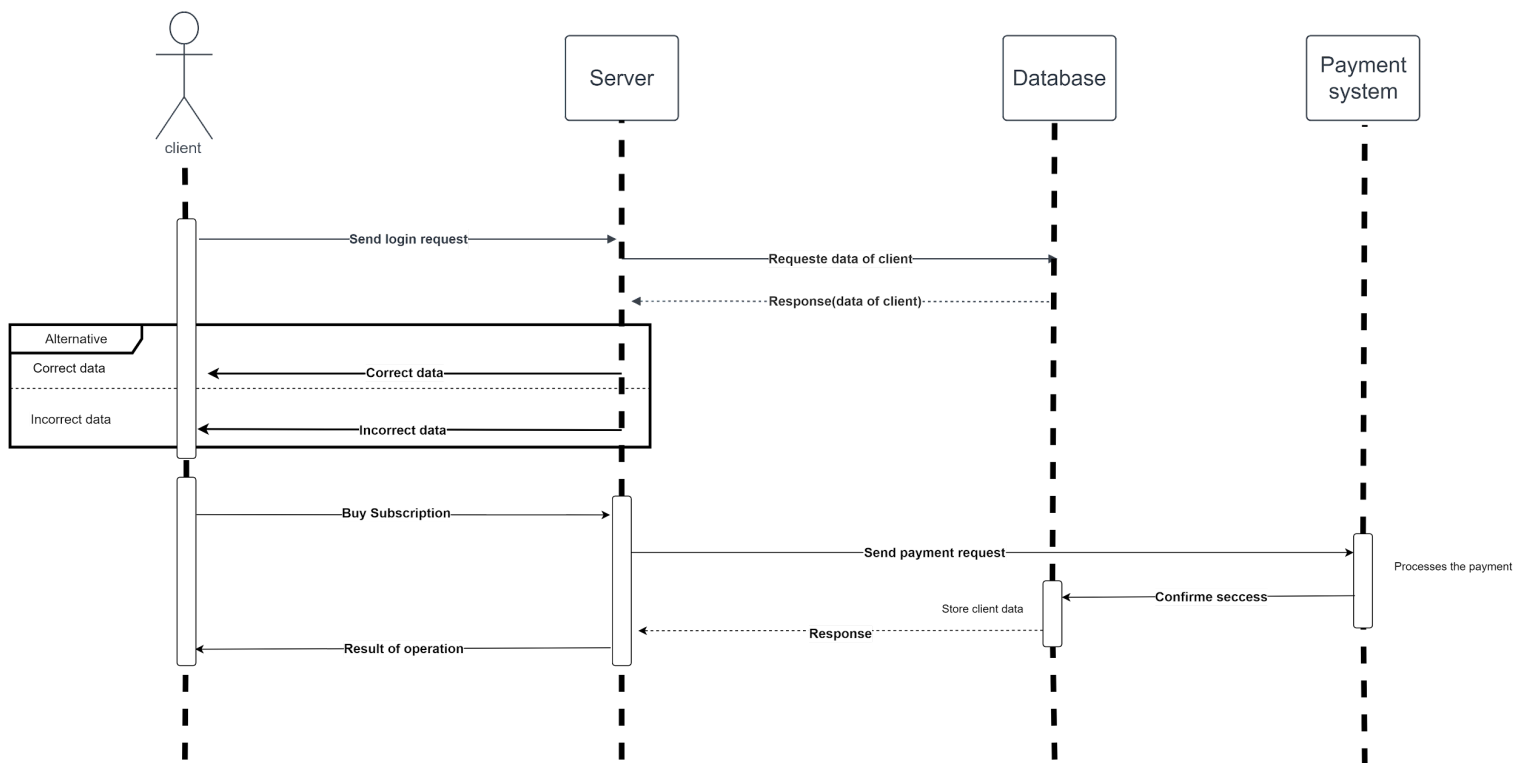 client
Server
Database
Payment
system
Send login request
Requeste data of client
Response(data of client)
Alternative
Correct data
Correct data
Incorrect data
Incorrect data
Buy Subscription
Send payment request
Processes the payment
Confirme seccess
Store client data
Response
Result of operation